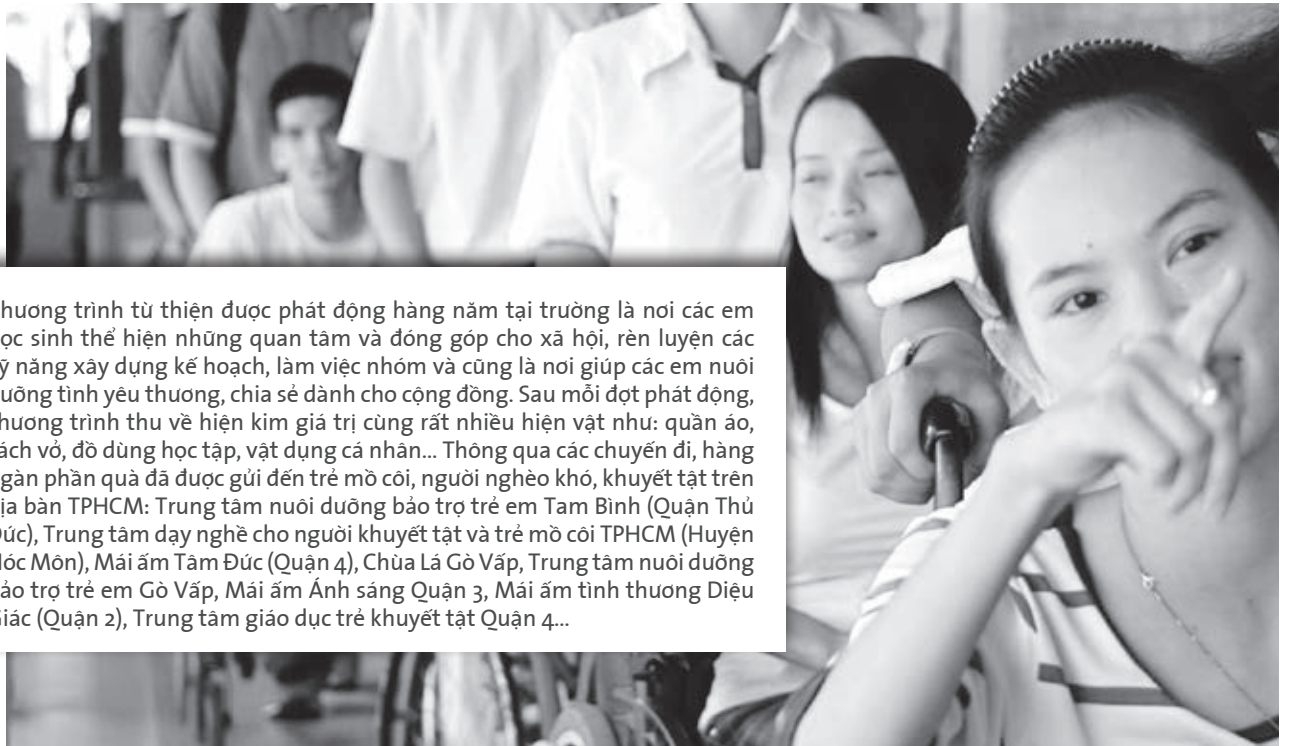 hương trình từ thiện được phát động hàng năm tại trường là nơi các em
ọc sinh thể hiện những quan tâm và đóng góp cho xã hội, rèn luyện các
ỹ năng xây dựng kế hoạch, làm việc nhóm và cũng là nơi giúp các em nuôi
ưỡng tình yêu thương, chia sẻ dành cho cộng đồng. Sau mỗi đợt phát động,
hương trình thu về hiện kim giá trị cùng rất nhiều hiện vật như: quần áo,
ách vở, đồ dùng học tập, vật dụng cá nhân... Thông qua các chuyến đi, hàng
gàn phần quà đã được gửi đến trẻ mồ côi, người nghèo khó, khuyết tật trên
ịa bàn TPHCM: Trung tâm nuôi dưỡng bảo trợ trẻ em Tam Bình (Quận Thủ
Đức), Trung tâm dạy nghề cho người khuyết tật và trẻ mồ côi TPHCM (Huyện
Hóc Môn), Mái ấm Tâm Đức (Quận 4), Chùa Lá Gò Vấp, Trung tâm nuôi dưỡng
ảo trợ trẻ em Gò Vấp, Mái ấm Ánh sáng Quận 3, Mái ấm tình thương Diệu
Giác (Quận 2), Trung tâm giáo dục trẻ khuyết tật Quận 4...